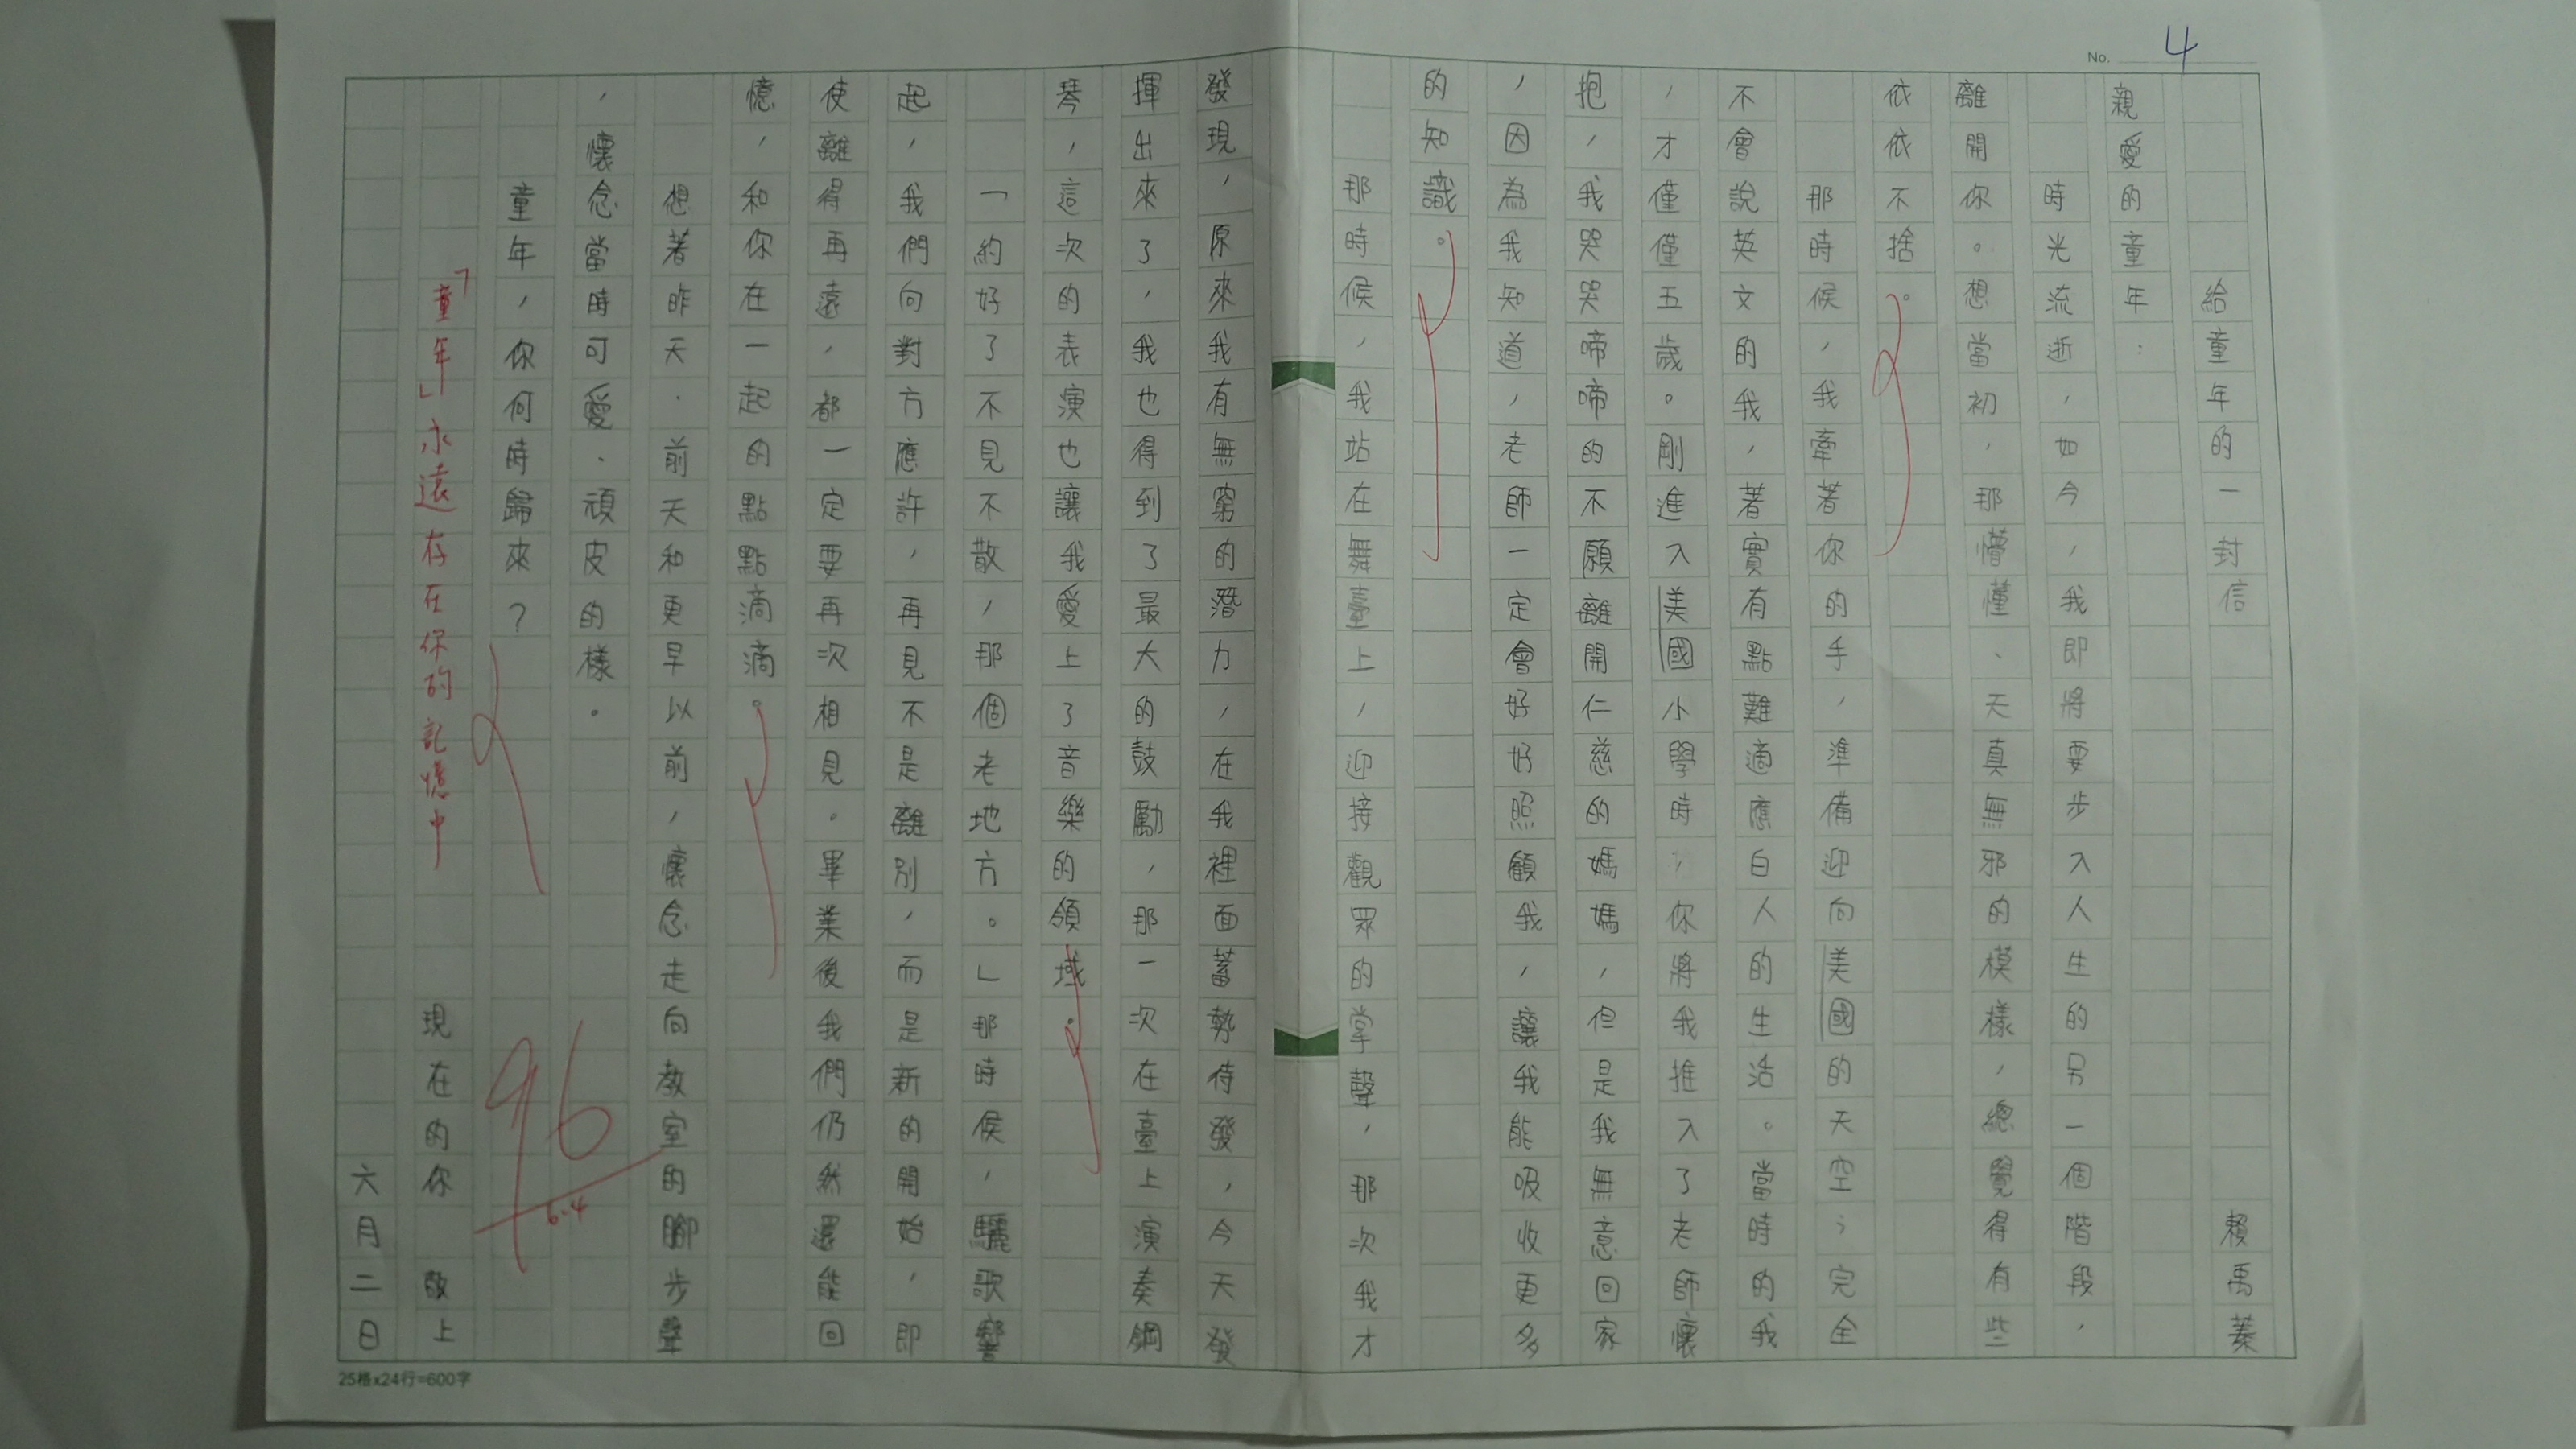 No. 4
給童年的一封信 賴禹蓁
親愛的童年：
時光流逝，如今，我即將要步入人生的另一個階段，
離開你。想當初，那懵懂、天真無邪的模樣，總覺得有些
依依不捨。
那時候，我牽著你的手，準備迎向美國的天空；完全
不會說英文的我，著實有點難適應白人的生活。當時的我
，才僅僅五歲。剛進入美國小學時，你將我推入了老師懷
抱，我哭哭啼啼的不願離開仁慈的媽媽，但是我無意回家
，因為我知道，老師一定會好好照顧我，讓我能吸收更多
的知識。
那時候，我站在舞臺上，迎接觀眾的掌聲，那次我才
發現，原來我有無窮的潛力，在我裡面蓄勢待發，今天發
揮出來了，我也得到了最大的鼓勵，那一次在臺上演奏鋼
琴，這次的表演也讓我愛上了音樂的領域。
「約好了不見不散，那個老地方。」那時候，驪歌響
起，我們向對方應許，再見不是離別，而是新的開始，即
使離得再遠，都一定要再次相見。畢業後我們仍然還能回
憶，和你在一起的點點滴滴。
想著昨天、前天和更早以前，懷念走向教室的腳步聲
，懷念當時可愛、頑皮的樣。
童年，你何時歸來？
96
6.4
「童年」永遠存在你的記憶中
現在的你 敬上
六月二日
25格x24行=600字